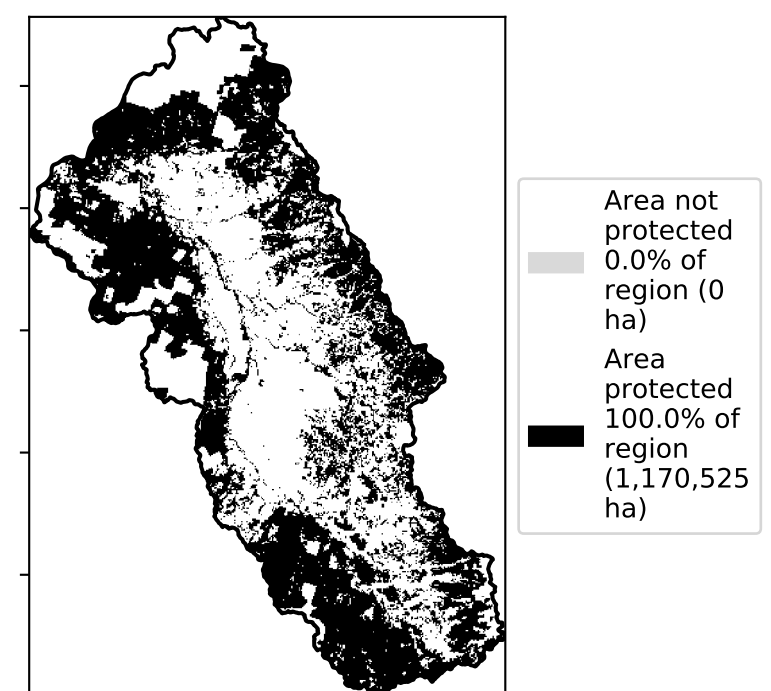 Area not
protected
0.0% of
region (0
ha)
Area
protected
100.0% of
region
(1,170,525
ha)